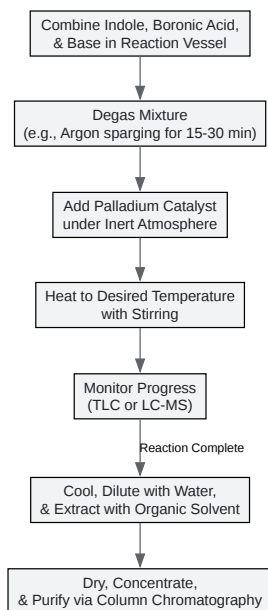 Combine Indole, Boronic Acid,
& Base in Reaction Vessel
Degas Mixture
(e.g., Argon sparging for 15-30 min)
Add Palladium Catalyst
under Inert Atmosphere
Heat to Desired Temperature
with Stirring
Monitor Progress
(TLC or LC-MS)
Reaction Complete
Cool, Dilute with Water,
& Extract with Organic Solvent
Dry, Concentrate,
& Purify via Column Chromatography